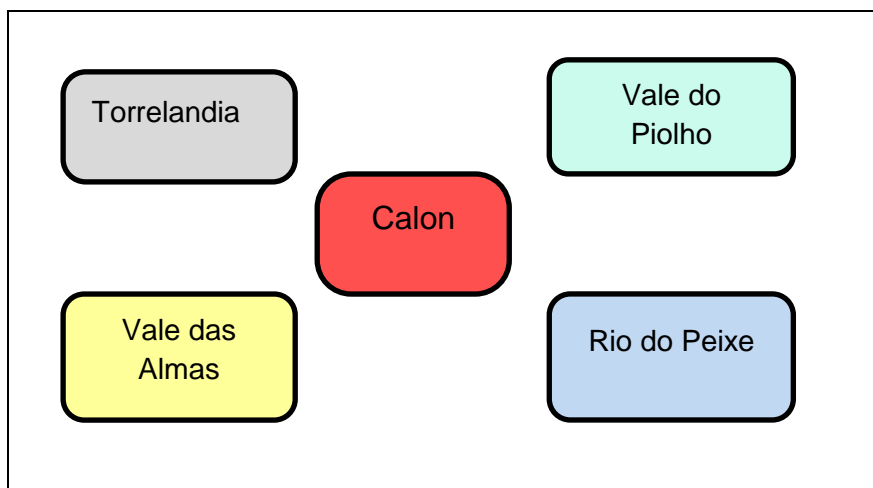 Torrelandia
Vale do
Piolho
Calon
Vale das
Almas
Rio do Peixe